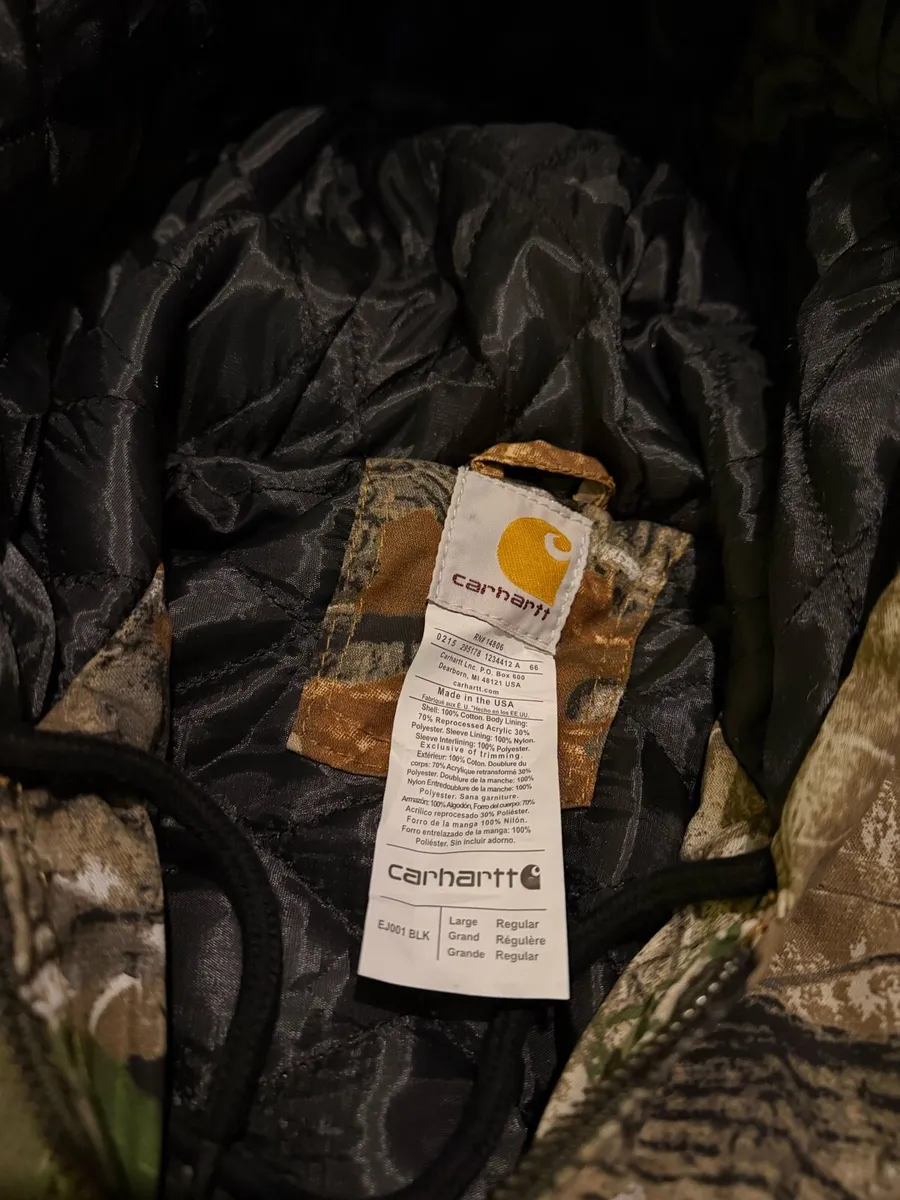 carhartt
RN# 14806
0215 295178 1234412 A 66
Carhartt Lnc. P.O. Box 600
Dearborn, MI 48121 USA
carhartt.com
Made in the USA
Fabriqué aux É. U. "Hecho en los EE.UU.
Shell: 100% Cotton. Body Lining:
70% Reprocessed Acrylic 30%
Polyester. Sleeve Lining: 100% Nylon.
Sleeve Interlining: 100% Polyester.
Exclusive of trimming.
Extérieur: 100% Coton. Doublure du
corps: 70% Acrylique retransformé 30%
Polyester. Doublure de la manche: 100%
Nylon Entredoublure de la manche: 100%
Polyester. Sans garniture.
Armazón: 100% Algodón, Forro del cuerpo: 70%
Acrílico reprocesado 30% Poliéster.
Forro de la manga 100% Nilón.
Forro entrelazado de la manga: 100%
Poliéster. Sin incluir adorno.
carhartt
EJ001 BLK
Large Regular
Grand Régulère
Grande Regular